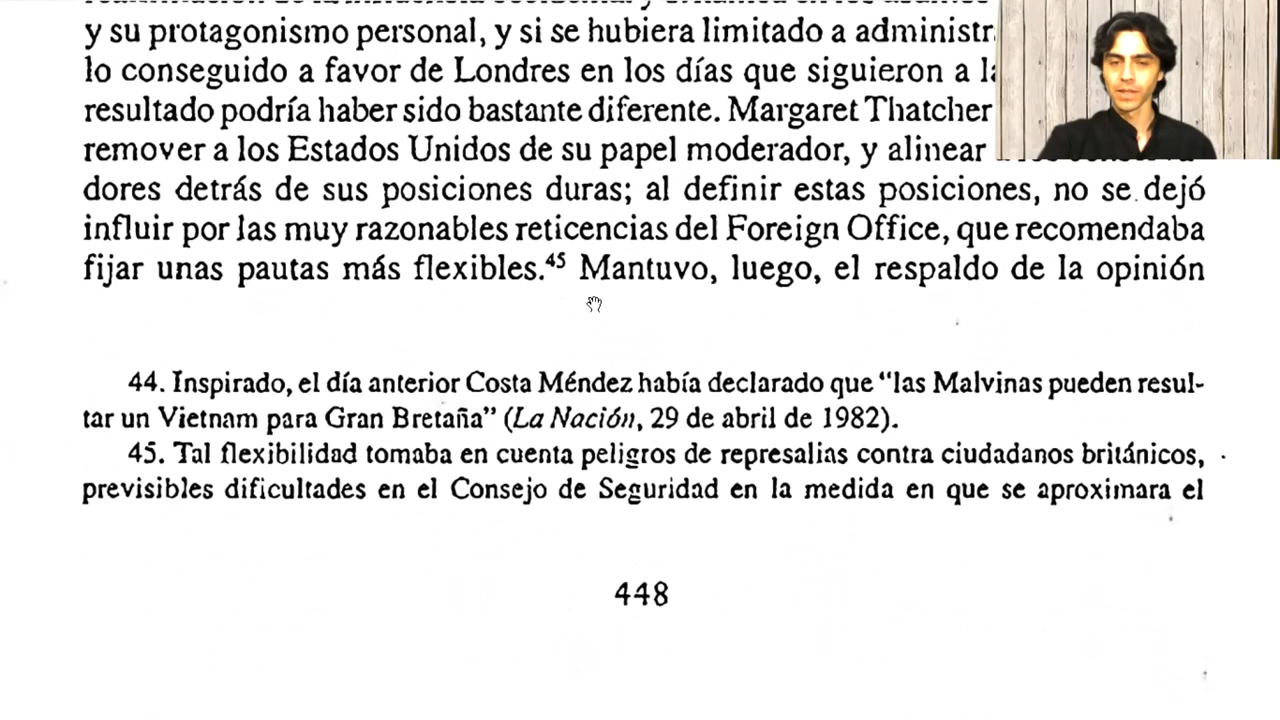 y su protagonismo personal, y si se hubiera limitado a
lo conseguido a favor de Londres en los días que siguieron a
resultado podría haber sido bastante diferente. Margaret Thatcher
remover a los Estados Unidos de su papel moderador, y alinear
dores detrás de sus posiciones duras; al definir estas posiciones, no se dejó
influir por las muy razonables reticencias del Foreign Office, que recomendaba
fijar unas pautas más flexibles.⁴⁵ Mantuvo, luego, el respaldo de la opinión
44. Inspirado, el día anterior Costa Méndez había declarado que “las Malvinas pueden resul-
tar un Vietnam para Gran Bretaña” (La Nación, 29 de abril de 1982).
45. Tal flexibilidad tomaba en cuenta peligros de represalias contra ciudadanos británicos,
previsibles dificultades en el Consejo de Seguridad en la medida en que se aproximara el
448